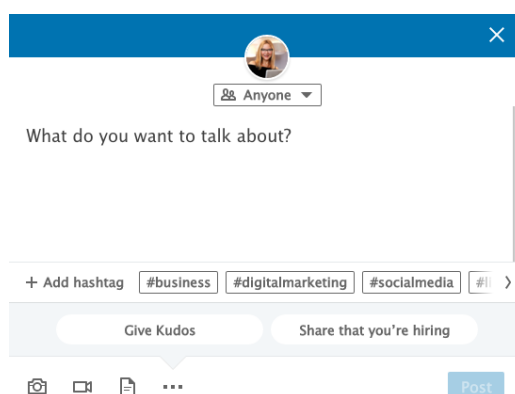 Anyone
What do you want to talk about?
+ Add hashtag #business #digitalmarketing #socialmedia
Give Kudos Share that you're hiring
Post